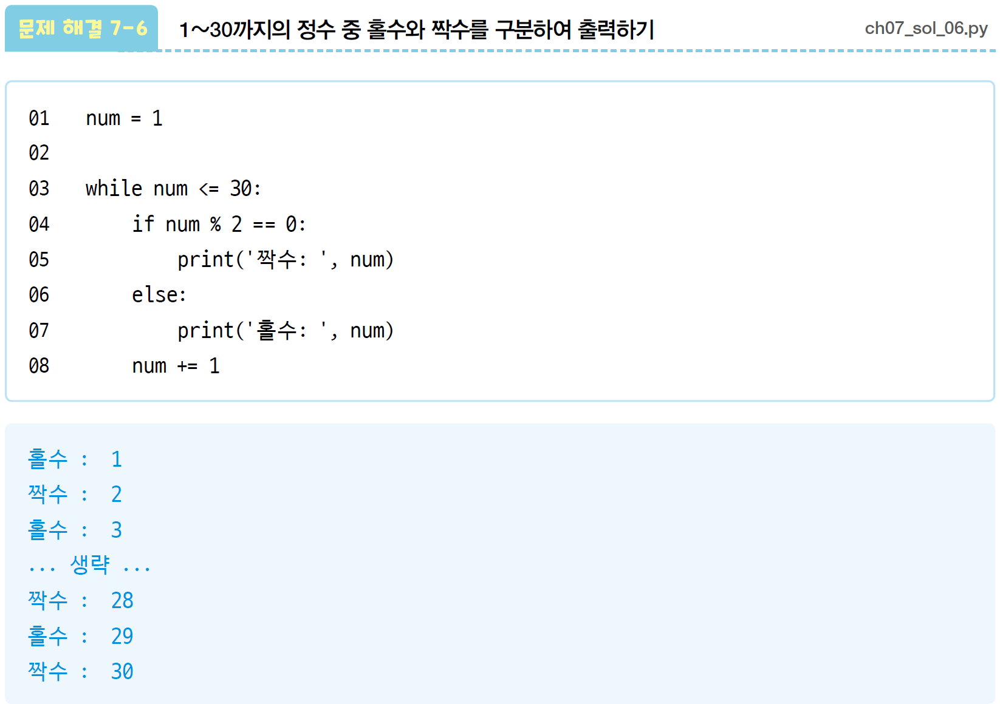 문제 해결 7-6 1~30까지의 정수 중 홀수와 짝수를 구분하여 출력하기 ch07_sol_06.py
01 num = 1
02
03 while num <= 30:
04     if num % 2 == 0:
05         print('짝수: ', num)
06     else:
07         print('홀수: ', num)
08     num += 1
홀수 :  1
짝수 :  2
홀수 :  3
... 생략 ...
짝수 :  28
홀수 :  29
짝수 :  30